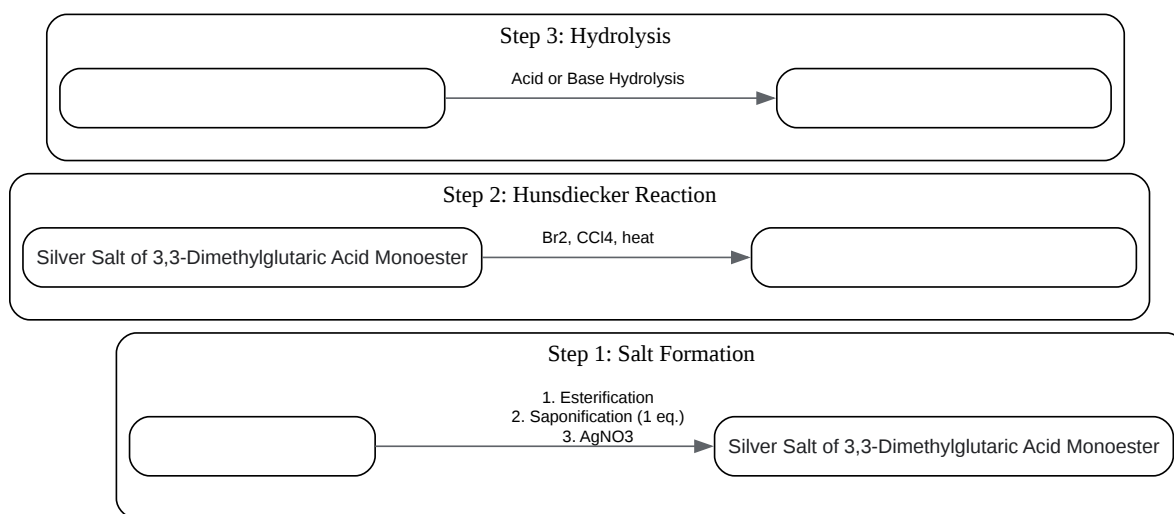 Step 3: Hydrolysis
Acid or Base Hydrolysis
Step 2: Hunsdiecker Reaction
Silver Salt of 3,3-Dimethylglutaric Acid Monoester
Br2, CCl4, heat
Step 1: Salt Formation
1. Esterification
2. Saponification (1 eq.)
3. AgNO3
Silver Salt of 3,3-Dimethylglutaric Acid Monoester